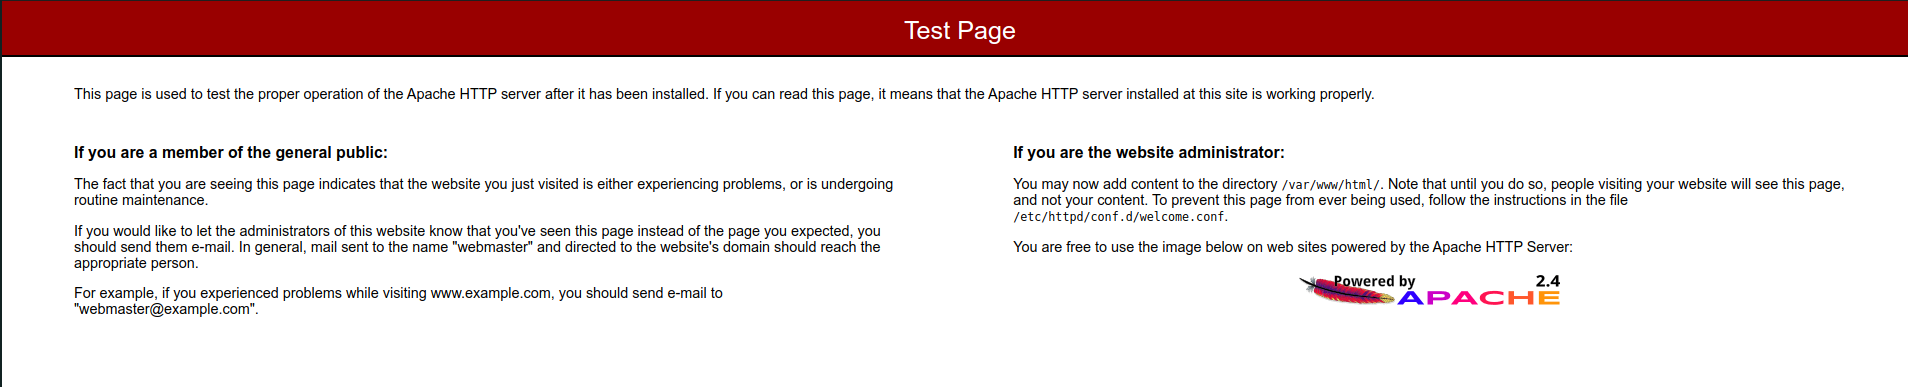 Test Page
This page is used to test the proper operation of the Apache HTTP server after it has been installed. If you can read this page, it means that the Apache HTTP server installed at this site is working properly.
If you are a member of the general public:
The fact that you are seeing this page indicates that the website you just visited is either experiencing problems, or is undergoing
routine maintenance.
If you would like to let the administrators of this website know that you've seen this page instead of the page you expected, you
should send them e-mail. In general, mail sent to the name "webmaster" and directed to the website's domain should reach the
appropriate person.
For example, if you experienced problems while visiting www.example.com, you should send e-mail to
"webmaster@example.com".
If you are the website administrator:
You may now add content to the directory /var/www/html/. Note that until you do so, people visiting your website will see this page,
and not your content. To prevent this page from ever being used, follow the instructions in the file
/etc/httpd/conf.d/welcome.conf.
You are free to use the image below on web sites powered by the Apache HTTP Server:
Powered by 2.4
APACHE